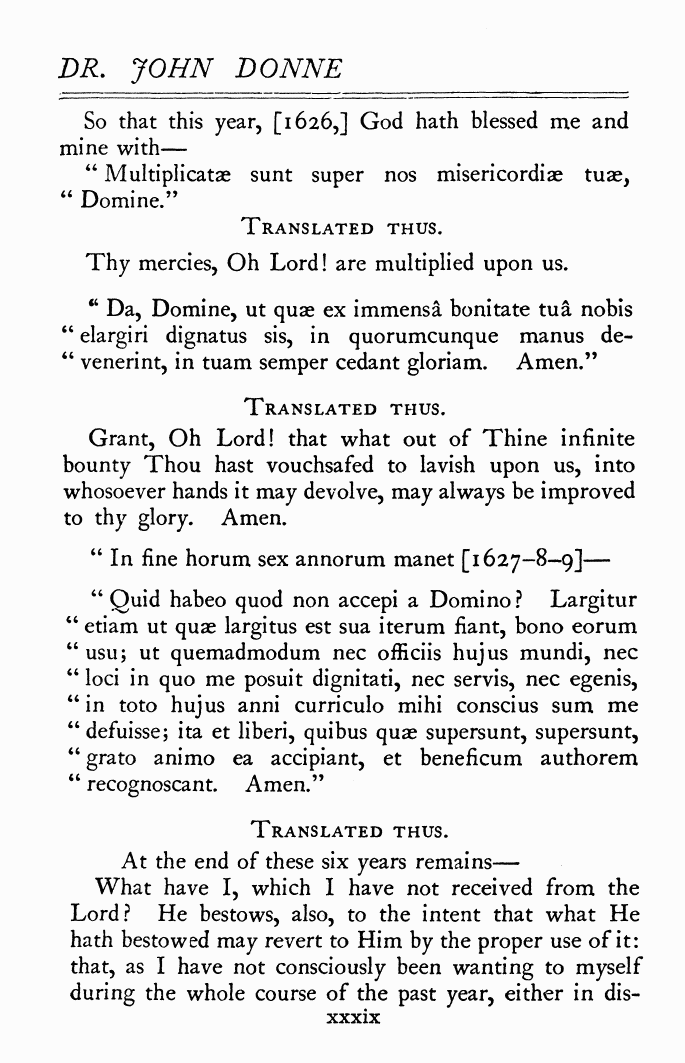 DR. JOHN DONNE
So that this year, [1626,] God hath blessed me and
mine with—
“ Multiplicatæ sunt super nos misericordiæ tuæ,
“ Domine.”
TRANSLATED THUS.
Thy mercies, Oh Lord! are multiplied upon us.
“ Da, Domine, ut quæ ex immensâ bonitate tuâ nobis
“ elargiri dignatus sis, in quorumcunque manus de-
“ venerint, in tuam semper cedant gloriam. Amen.”
TRANSLATED THUS.
Grant, Oh Lord! that what out of Thine infinite
bounty Thou hast vouchsafed to lavish upon us, into
whosoever hands it may devolve, may always be improved
to thy glory. Amen.
“ In fine horum sex annorum manet [1627–8–9]—
“ Quid habeo quod non accepi a Domino? Largitur
“ etiam ut quæ largitus est sua iterum fiant, bono eorum
“ usu; ut quemadmodum nec officiis hujus mundi, nec
“ loci in quo me posuit dignitati, nec servis, nec egenis,
“ in toto hujus anni curriculo mihi conscius sum me
“ defuisse; ita et liberi, quibus quæ supersunt, supersunt,
“ grato animo ea accipiant, et beneficum authorem
“ recognoscant. Amen.”
TRANSLATED THUS.
At the end of these six years remains—
What have I, which I have not received from the
Lord? He bestows, also, to the intent that what He
hath bestowed may revert to Him by the proper use of it:
that, as I have not consciously been wanting to myself
during the whole course of the past year, either in dis-
xxxix